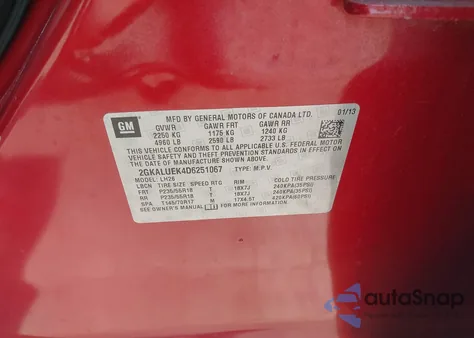 GM
MFD BY GENERAL MOTORS OF CANADA LTD. 01/13
GVWR GAWR FRT GAWR RR
2250 KG 1175 KG 1240 KG
4960 LB 2590 LB 2733 LB
THIS VEHICLE CONFORMS TO ALL APPLICABLE U.S. FEDERAL MOTOR
VEHICLE SAFETY AND THEFT PREVENTION STANDARDS IN
EFFECT ON THE DATE OF MANUFACTURE SHOWN ABOVE.
2GKALUEK4D6251067 TYPE: M.P.V.
MODEL: LH26
LBCN TIRE SIZE SPEED RTG RIM COLD TIRE PRESSURE
FRT P235/55R18 T 18X7J 240KPA(35PSI)
RR P235/55R18 T 18X7J 240KPA(35PSI)
SPA T145/70R17 M 17X4.5T 420KPA(60PSI)
SEE OWNER'S MANUAL FOR MORE INFORMATION.
autoSnap